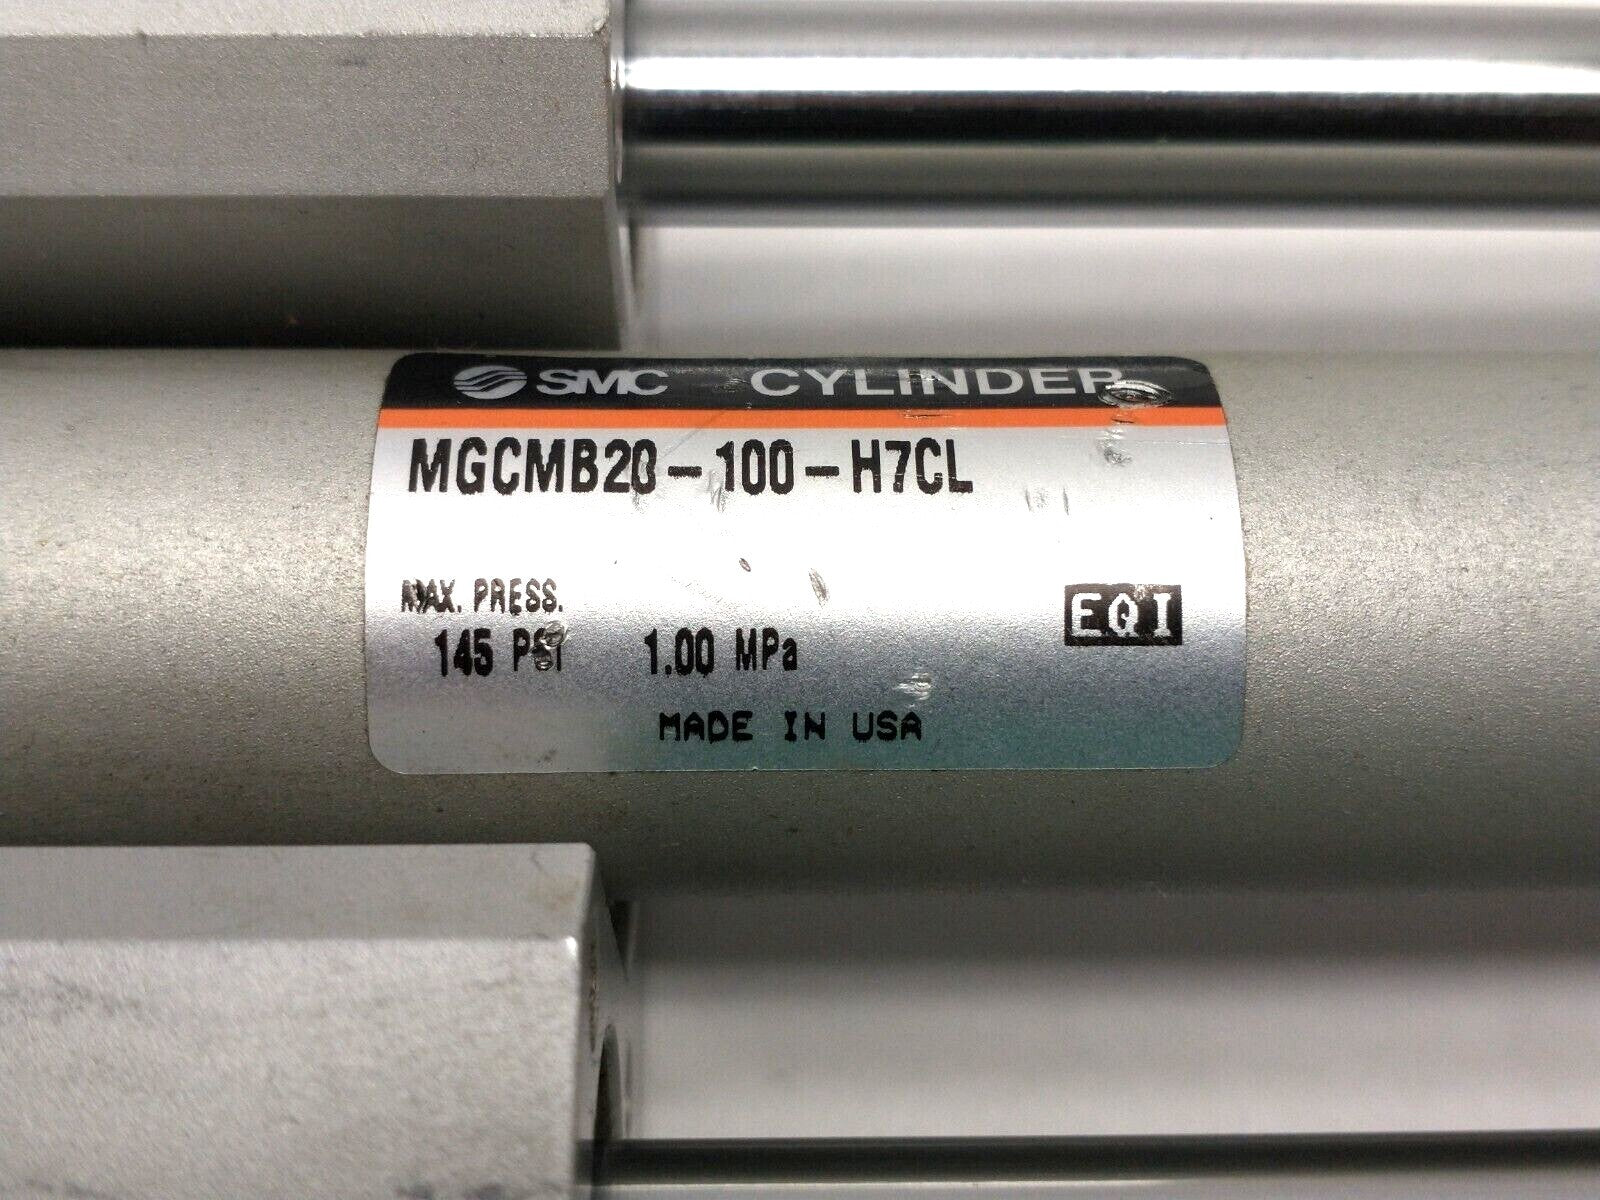 SMC CYLINDER
MGCMB20-100-H7CL
MAX. PRESS.
145 PSI 1.00 MPa
EQI
MADE IN USA